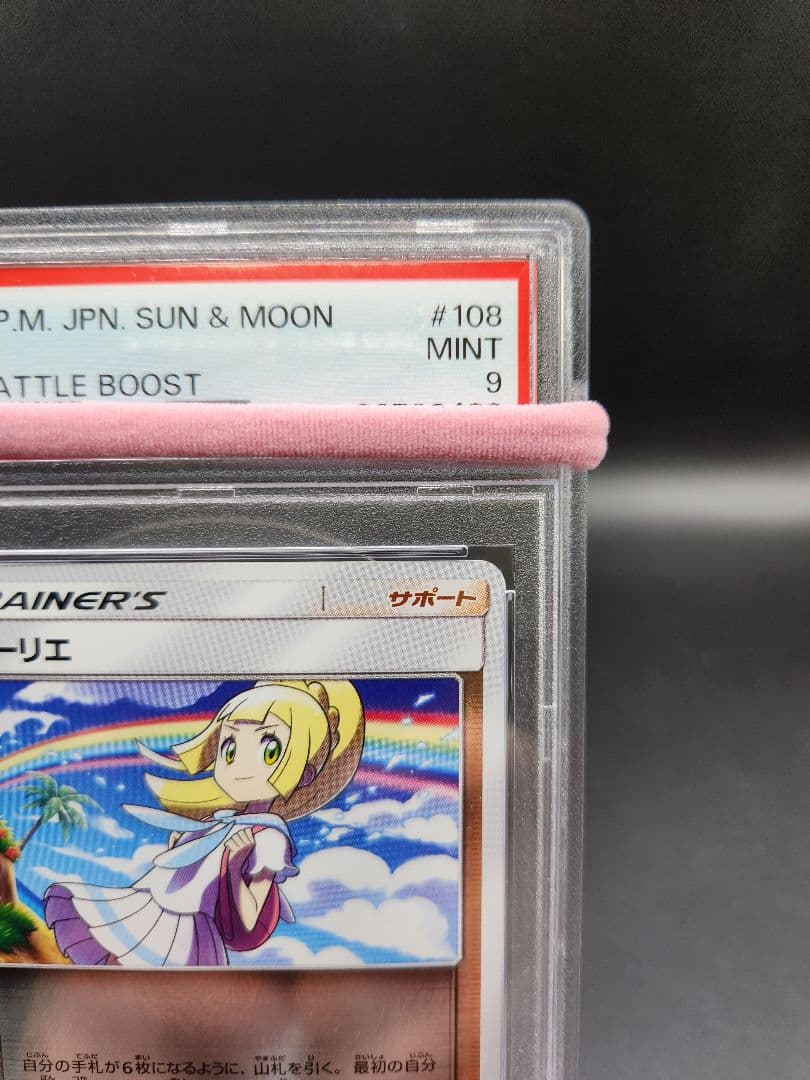 P.M. JPN. SUN & MOON #108
MINT
ATTLE BOOST 9
RAINER'S サポート
ーリエ
自分の手札が6枚になるように、山札を引く。最初の自分